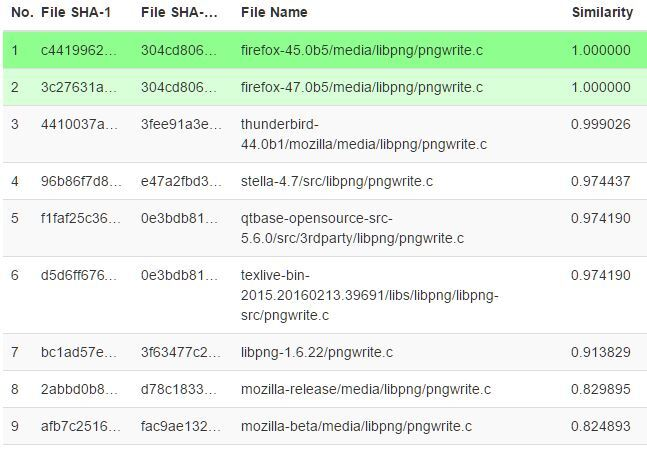 No. File SHA-1 File SHA-... File Name Similarity
1 c4419962... 304cd806... firefox-45.0b5/media/libpng/pngwrite.c 1.000000
2 3c27631a... 304cd806... firefox-47.0b5/media/libpng/pngwrite.c 1.000000
3 4410037a... 3fee91a3e... thunderbird- 0.999026
44.0b1/mozilla/media/libpng/pngwrite.c
4 96b86f7d8... e47a2fbd3... stella-4.7/src/libpng/pngwrite.c 0.974437
5 f1faf25c36... 0e3bdb81... qtbase-opensource-src- 0.974190
5.6.0/src/3rdparty/libpng/pngwrite.c
6 d5d6ff676... 0e3bdb81... texlive-bin- 0.974190
2015.20160213.39691/libs/libpng/libpng-
src/pngwrite.c
7 bc1ad57e... 3f63477c2... libpng-1.6.22/pngwrite.c 0.913829
8 2abbd0b8... d78c1833... mozilla-release/media/libpng/pngwrite.c 0.829895
9 afb7c2516... fac9ae132... mozilla-beta/media/libpng/pngwrite.c 0.824893